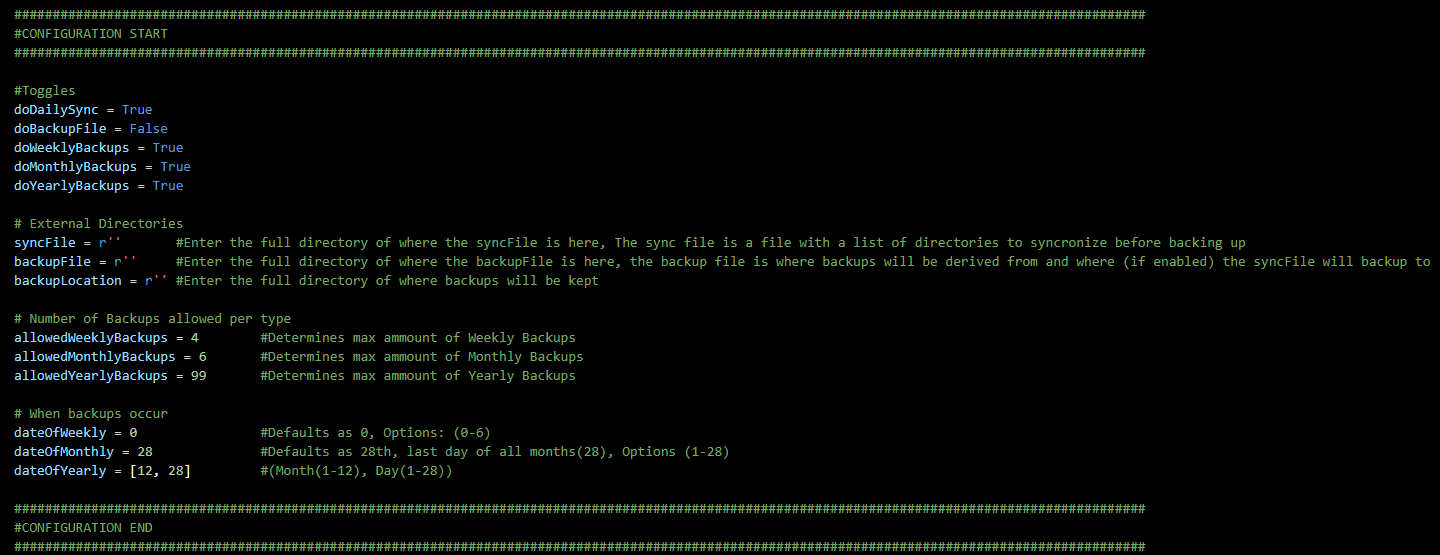 ###################################################################################################################################################
#CONFIGURATION START
###################################################################################################################################################
#Toggles
doDailySync = True
doBackupFile = False
doWeeklyBackups = True
doMonthlyBackups = True
doYearlyBackups = True
# External Directories
syncFile = r''       #Enter the full directory of where the syncFile is here, The sync file is a file with a list of directories to syncronize before backing up
backupFile = r''     #Enter the full directory of where the backupFile is here, the backup file is where backups will be derived from and where (if enabled) the syncFile will backup to
backupLocation = r'' #Enter the full directory of where backups will be kept
# Number of Backups allowed per type
allowedWeeklyBackups = 4        #Determines max ammount of Weekly Backups
allowedMonthlyBackups = 6       #Determines max ammount of Monthly Backups
allowedYearlyBackups = 99       #Determines max ammount of Yearly Backups
# When backups occur
dateOfWeekly = 0                #Defaults as 0, Options: (0-6)
dateOfMonthly = 28              #Defaults as 28th, last day of all months(28), Options (1-28)
dateOfYearly = [12, 28]         #(Month(1-12), Day(1-28))
###################################################################################################################################################
#CONFIGURATION END
###################################################################################################################################################